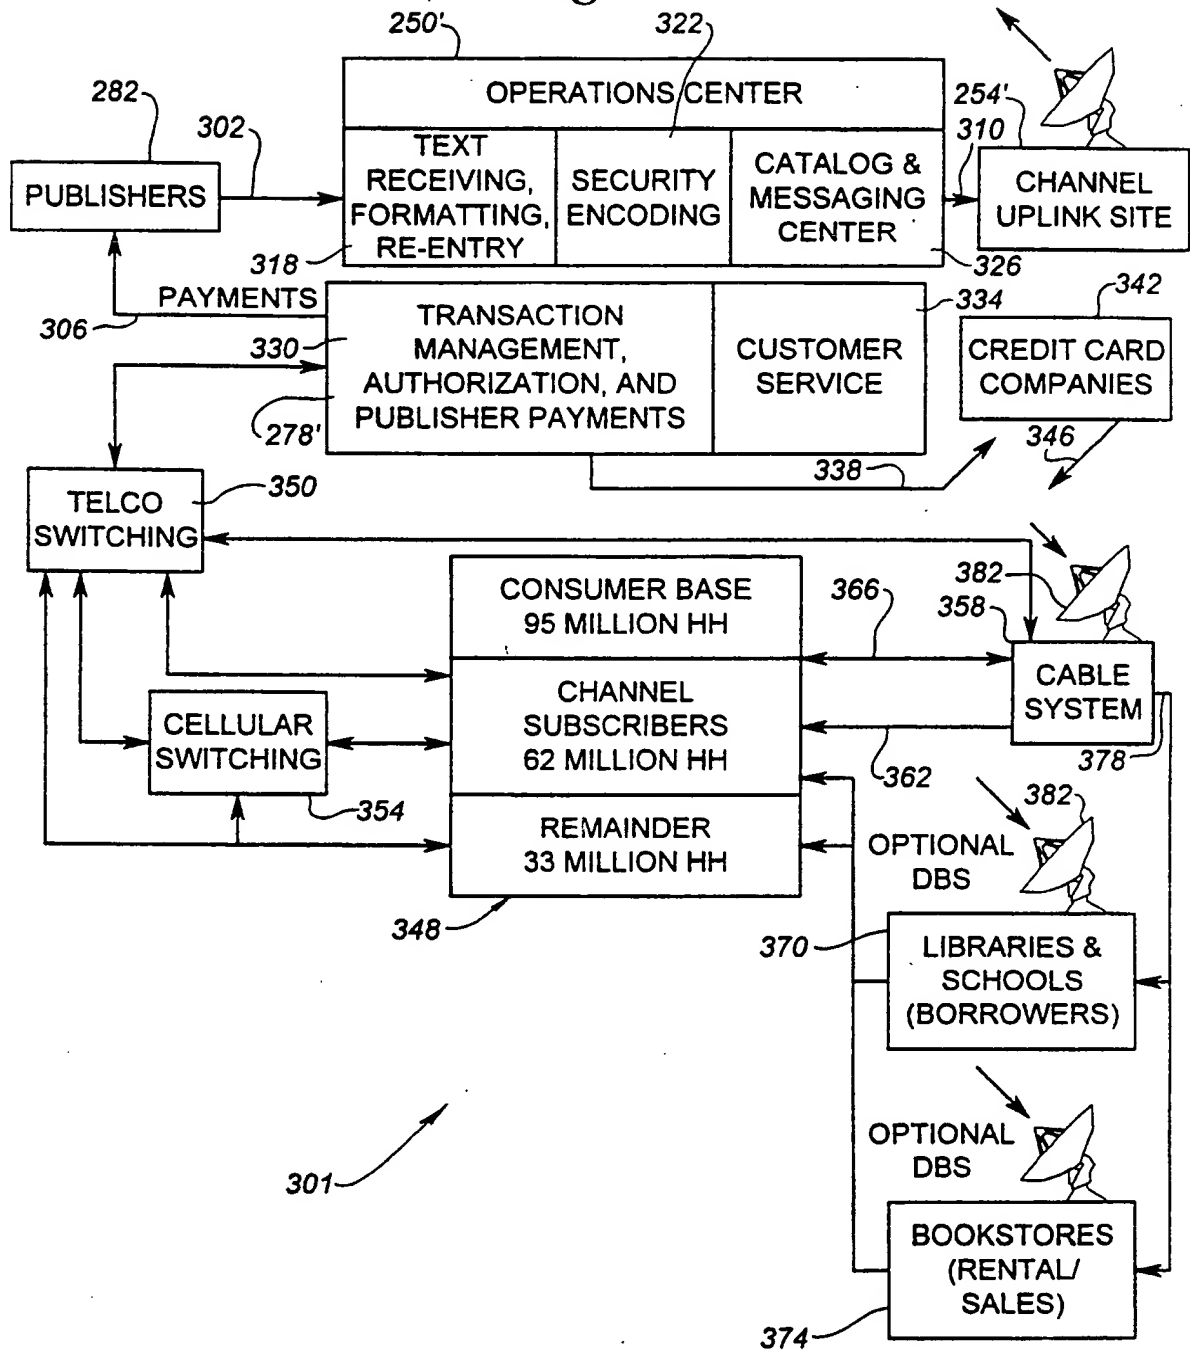 322
250'
OPERATIONS CENTER
282
302
254'
310
PUBLISHERS
TEXT
RECEIVING,
FORMATTING,
RE-ENTRY
318
SECURITY
ENCODING
CATALOG &
MESSAGING
CENTER
326
CHANNEL
UPLINK SITE
PAYMENTS
306
330
TRANSACTION
MANAGEMENT,
AUTHORIZATION, AND
PUBLISHER PAYMENTS
278'
CUSTOMER
SERVICE
334
342
CREDIT CARD
COMPANIES
346
338
TELCO
SWITCHING
350
CONSUMER BASE
95 MILLION HH
366
382
358
CABLE
SYSTEM
CHANNEL
SUBSCRIBERS
62 MILLION HH
CELLULAR
SWITCHING
354
362
378
382
REMAINDER
33 MILLION HH
348
OPTIONAL
DBS
370
LIBRARIES &
SCHOOLS
(BORROWERS)
OPTIONAL
DBS
301
BOOKSTORES
(RENTAL/
SALES)
374